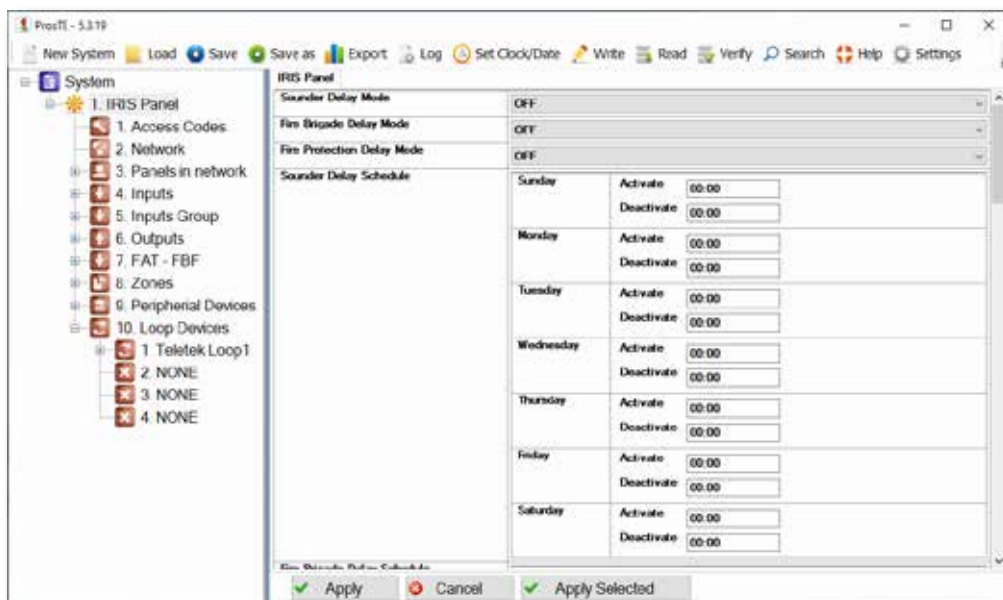 ProsTE - 5.3.19
New System Load Save Save as Export Log Set Clock/Date Write Read Verify Search Help Settings
System
1. IRIS Panel
1. Access Codes
2. Network
3. Panels in network
4. Inputs
5. Inputs Group
6. Outputs
7. FAT - FBF
8. Zones
9. Peripherial Devices
10. Loop Devices
1. Teletek Loop1
2. NONE
3. NONE
4. NONE
IRIS Panel
Sounder Delay Mode OFF
Fire Brigade Delay Mode OFF
Fire Protection Delay Mode OFF
Sounder Delay Schedule
Sunday Activate 00:00
Deactivate 00:00
Monday Activate 00:00
Deactivate 00:00
Tuesday Activate 00:00
Deactivate 00:00
Wednesday Activate 00:00
Deactivate 00:00
Thursday Activate 00:00
Deactivate 00:00
Friday Activate 00:00
Deactivate 00:00
Saturday Activate 00:00
Deactivate 00:00
Fire Brigade Delay Schedule
Apply Cancel Apply Selected